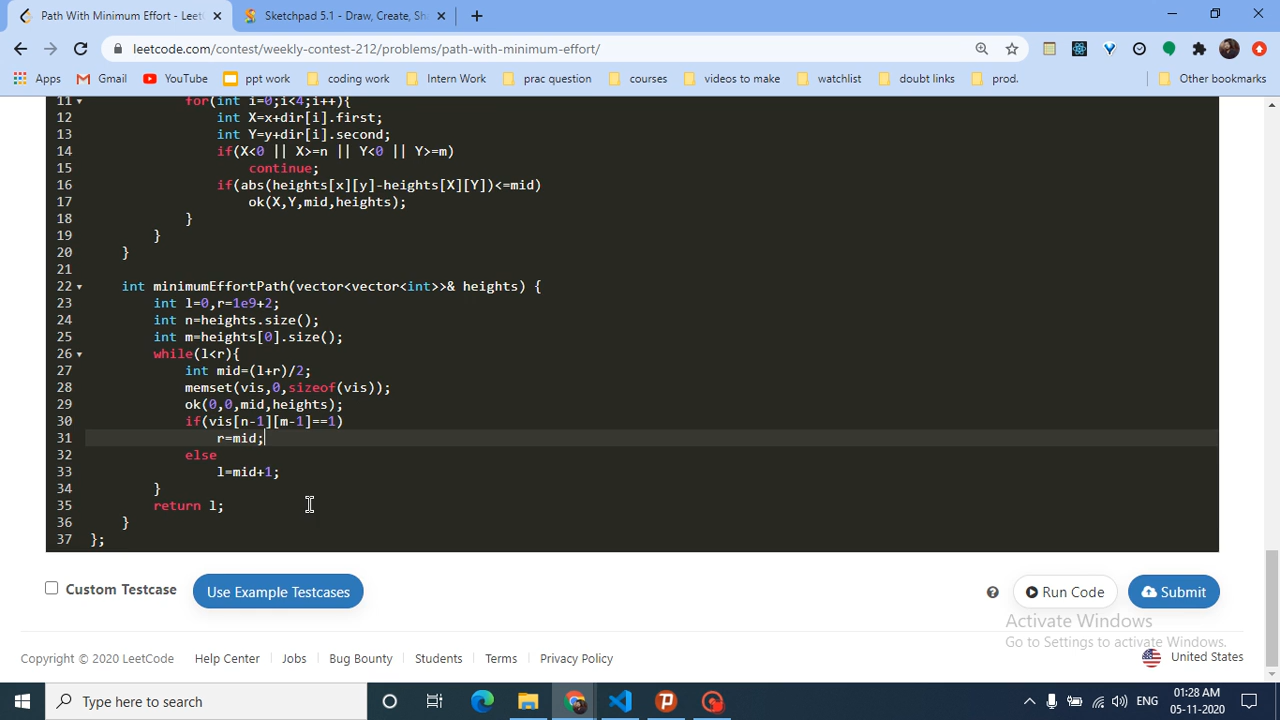 Path With Minimum Effort - Leet
Sketchpad 5.1 - Draw, Create, Sh
leetcode.com/contest/weekly-contest-212/problems/path-with-minimum-effort/
Apps Gmail YouTube ppt work coding work Intern Work prac question courses videos to make watchlist doubt links prod. Other bookmarks
11 for(int i=0;i<4;i++){
12 int X=x+dir[i].first;
13 int Y=y+dir[i].second;
14 if(X<0 || X>=n || Y<0 || Y>=m)
15 continue;
16 if(abs(heights[x][y]-heights[X][Y])<=mid)
17 ok(X,Y,mid,heights);
18 }
19 }
20 }
21
22 int minimumEffortPath(vector<vector<int>>& heights) {
23 int l=0,r=1e9+2;
24 int n=heights.size();
25 int m=heights[0].size();
26 while(l<r){
27 int mid=(l+r)/2;
28 memset(vis,0,sizeof(vis));
29 ok(0,0,mid,heights);
30 if(vis[n-1][m-1]==1)
31 r=mid;
32 else
33 l=mid+1;
34 }
35 return l;
36 }
37 };
Custom Testcase Use Example Testcases Run Code Submit
Activate Windows
Go to Settings to activate Windows.
Copyright © 2020 LeetCode Help Center Jobs Bug Bounty Students Terms Privacy Policy United States
Type here to search
ENG
01:28 AM
05-11-2020